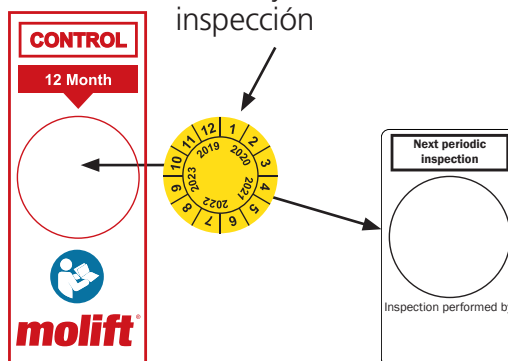 inspección
CONTROL
12 Month
12 1 2 3 4 5 6 7 8 9 10 11
2019 2020 2021 2022 2023
molift®
Next periodic
inspection
Inspection performed by